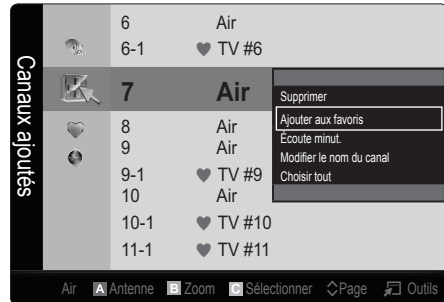 Canaux ajoutés
6 Air
6-1 ♥ TV #6
7 Air
8 Air
9 Air
9-1 ♥ TV #9
10 Air
10-1 ♥ TV #10
11-1 ♥ TV #11
Supprimer
Ajouter aux favoris
Écoute minut.
Modifier le nom du canal
Choisir tout
Air A Antenne B Zoom C Sélectionner Page Outils